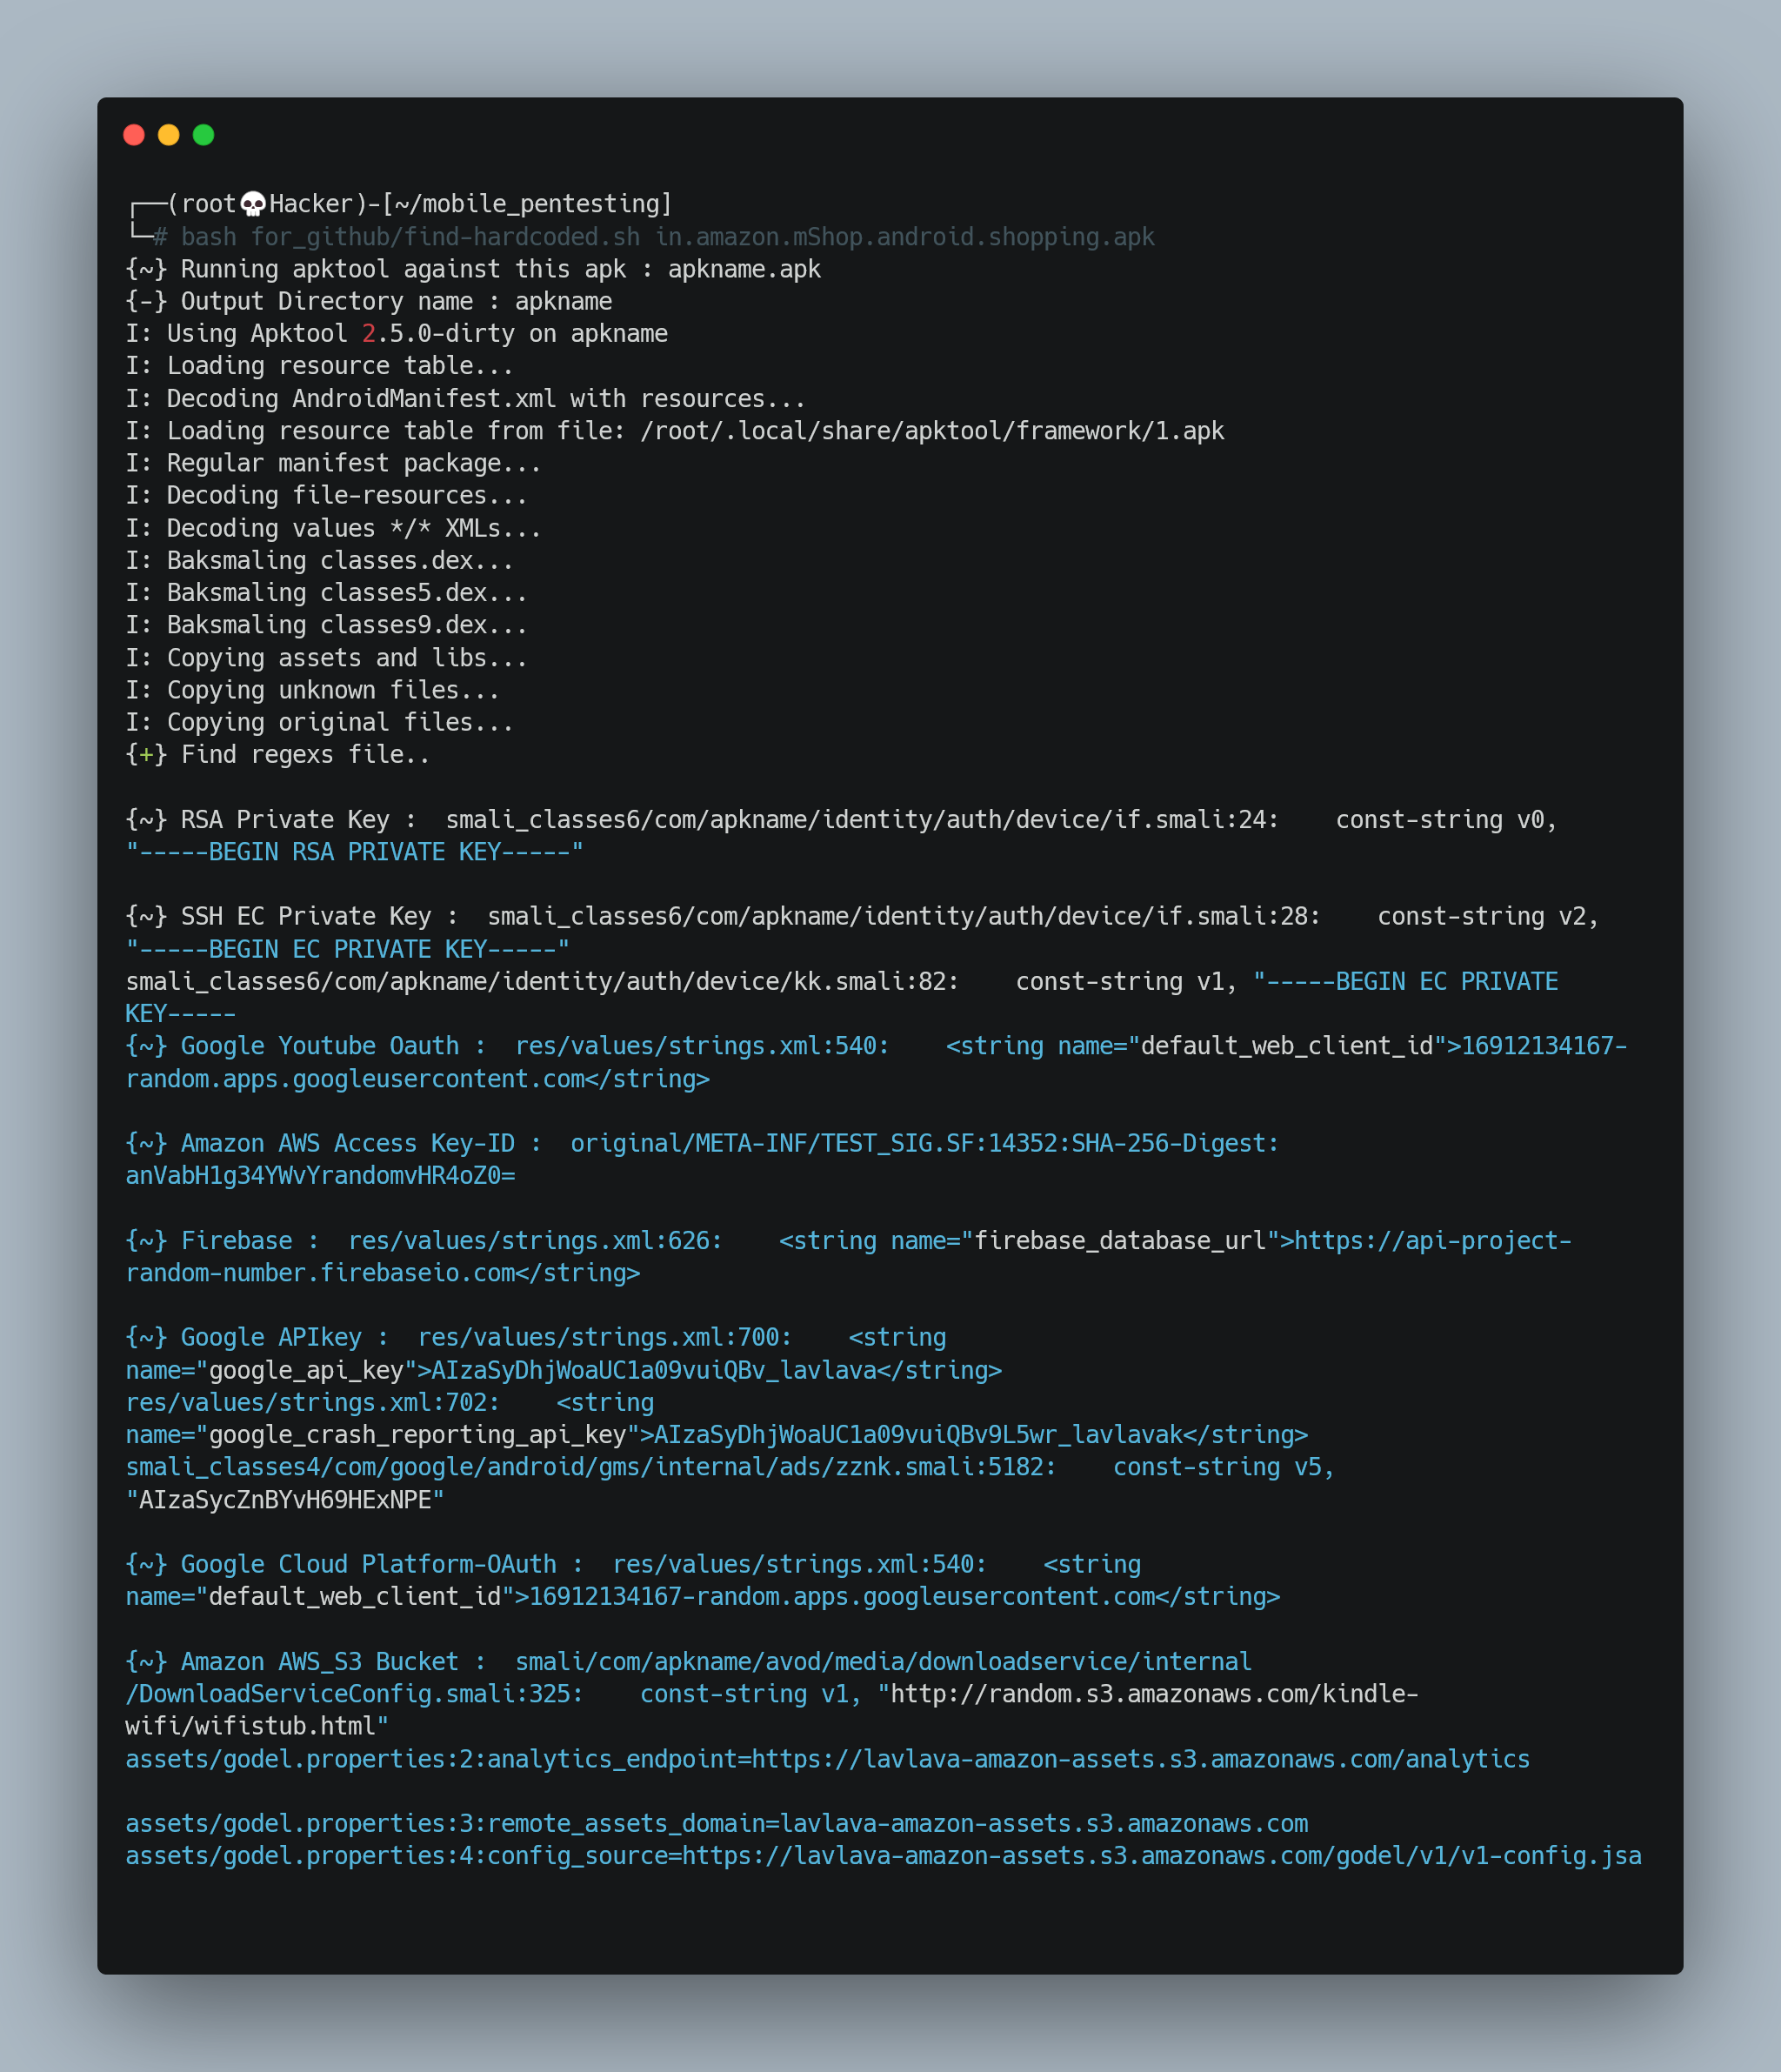 ┌──(root💀Hacker)-[~/mobile_pentesting]
└─# bash for_github/find-hardcoded.sh in.amazon.mShop.android.shopping.apk
{~} Running apktool against this apk : apkname.apk
{-} Output Directory name : apkname
I: Using Apktool 2.5.0-dirty on apkname
I: Loading resource table...
I: Decoding AndroidManifest.xml with resources...
I: Loading resource table from file: /root/.local/share/apktool/framework/1.apk
I: Regular manifest package...
I: Decoding file-resources...
I: Decoding values */* XMLs...
I: Baksmaling classes.dex...
I: Baksmaling classes5.dex...
I: Baksmaling classes9.dex...
I: Copying assets and libs...
I: Copying unknown files...
I: Copying original files...
{+} Find regexs file..
{~} RSA Private Key :  smali_classes6/com/apkname/identity/auth/device/if.smali:24:    const-string v0,
"-----BEGIN RSA PRIVATE KEY-----"
{~} SSH EC Private Key :  smali_classes6/com/apkname/identity/auth/device/if.smali:28:    const-string v2,
"-----BEGIN EC PRIVATE KEY-----"
smali_classes6/com/apkname/identity/auth/device/kk.smali:82:    const-string v1, "-----BEGIN EC PRIVATE
KEY-----
{~} Google Youtube Oauth :  res/values/strings.xml:540:    <string name="default_web_client_id">16912134167-
random.apps.googleusercontent.com</string>
{~} Amazon AWS Access Key-ID :  original/META-INF/TEST_SIG.SF:14352:SHA-256-Digest:
anVabH1g34YWvYrandomvHR4oZ0=
{~} Firebase :  res/values/strings.xml:626:    <string name="firebase_database_url">https://api-project-
random-number.firebaseio.com</string>
{~} Google APIkey :  res/values/strings.xml:700:    <string
name="google_api_key">AIzaSyDhjWoaUC1a09vuiQBv_lavlava</string>
res/values/strings.xml:702:    <string
name="google_crash_reporting_api_key">AIzaSyDhjWoaUC1a09vuiQBv9L5wr_lavlavak</string>
smali_classes4/com/google/android/gms/internal/ads/zznk.smali:5182:    const-string v5,
"AIzaSycZnBYvH69HExNPE"
{~} Google Cloud Platform-OAuth :  res/values/strings.xml:540:    <string
name="default_web_client_id">16912134167-random.apps.googleusercontent.com</string>
{~} Amazon AWS_S3 Bucket :  smali/com/apkname/avod/media/downloadservice/internal
/DownloadServiceConfig.smali:325:    const-string v1, "http://random.s3.amazonaws.com/kindle-
wifi/wifistub.html"
assets/godel.properties:2:analytics_endpoint=https://lavlava-amazon-assets.s3.amazonaws.com/analytics
assets/godel.properties:3:remote_assets_domain=lavlava-amazon-assets.s3.amazonaws.com
assets/godel.properties:4:config_source=https://lavlava-amazon-assets.s3.amazonaws.com/godel/v1/v1-config.jsa